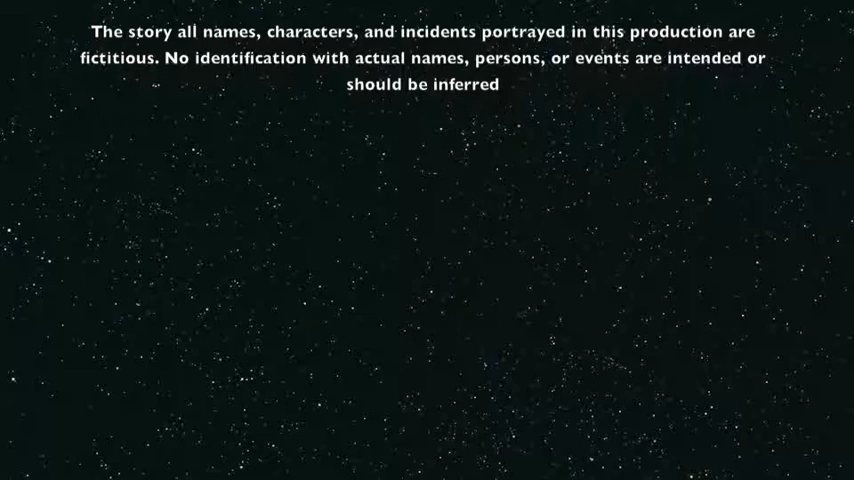 The story all names, characters, and incidents portrayed in this production are
fictitious. No identification with actual names, persons, or events are intended or
should be inferred